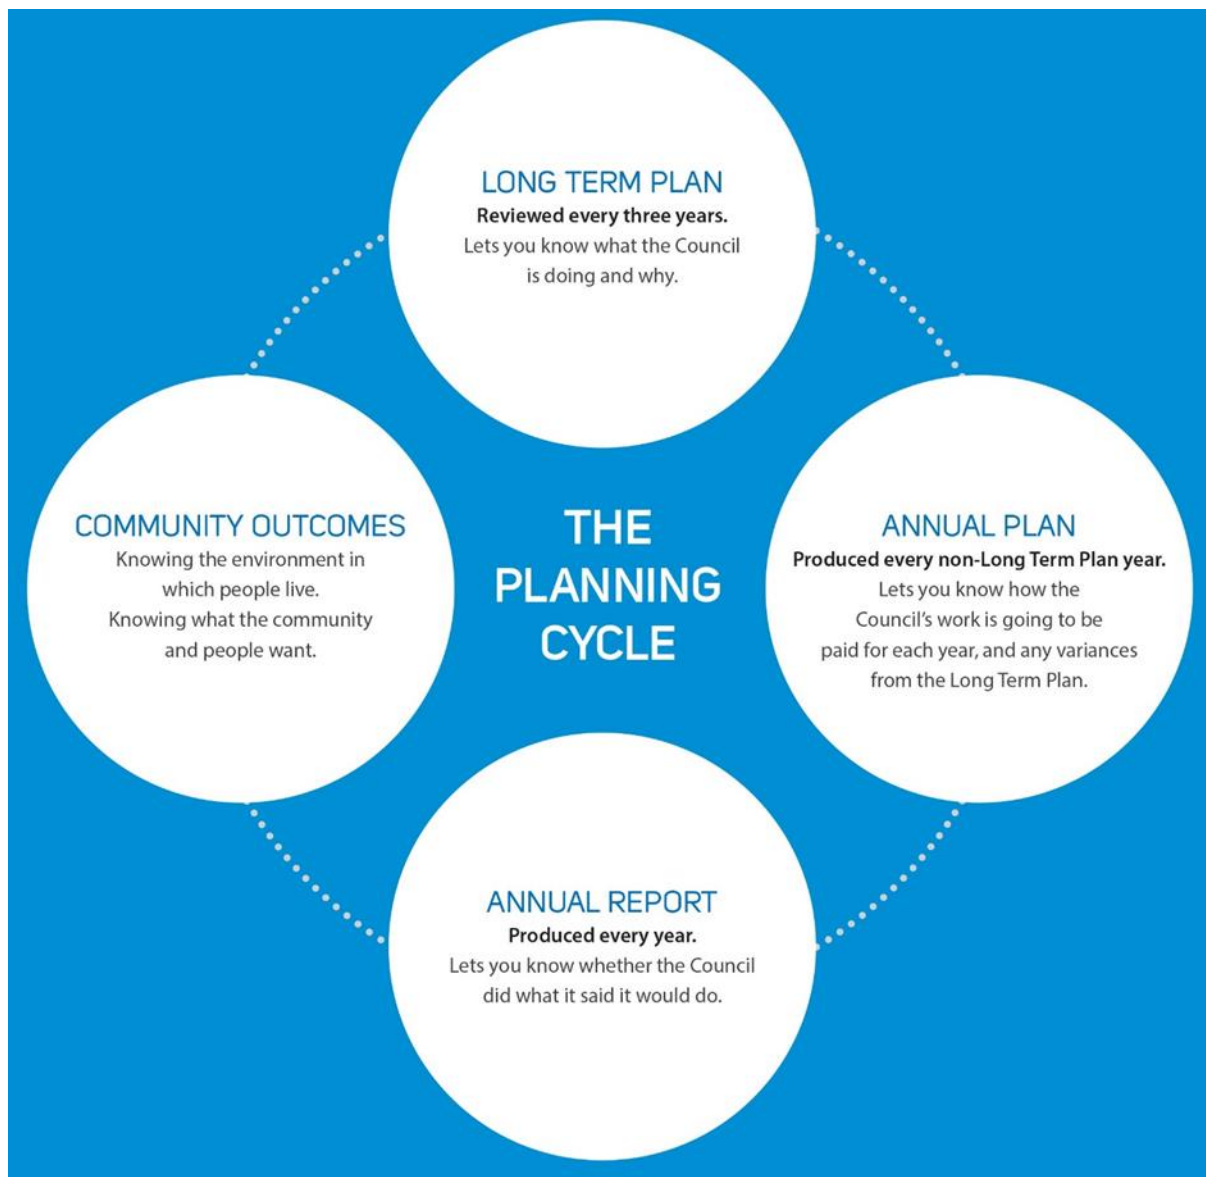 LONG TERM PLAN
Reviewed every three years.
Lets you know what the Council
is doing and why.
COMMUNITY OUTCOMES
Knowing the environment in
which people live.
Knowing what the community
and people want.
THE
PLANNING
CYCLE
ANNUAL PLAN
Produced every non-Long Term Plan year.
Lets you know how the
Council's work is going to be
paid for each year, and any variances
from the Long Term Plan.
ANNUAL REPORT
Produced every year.
Lets you know whether the Council
did what it said it would do.